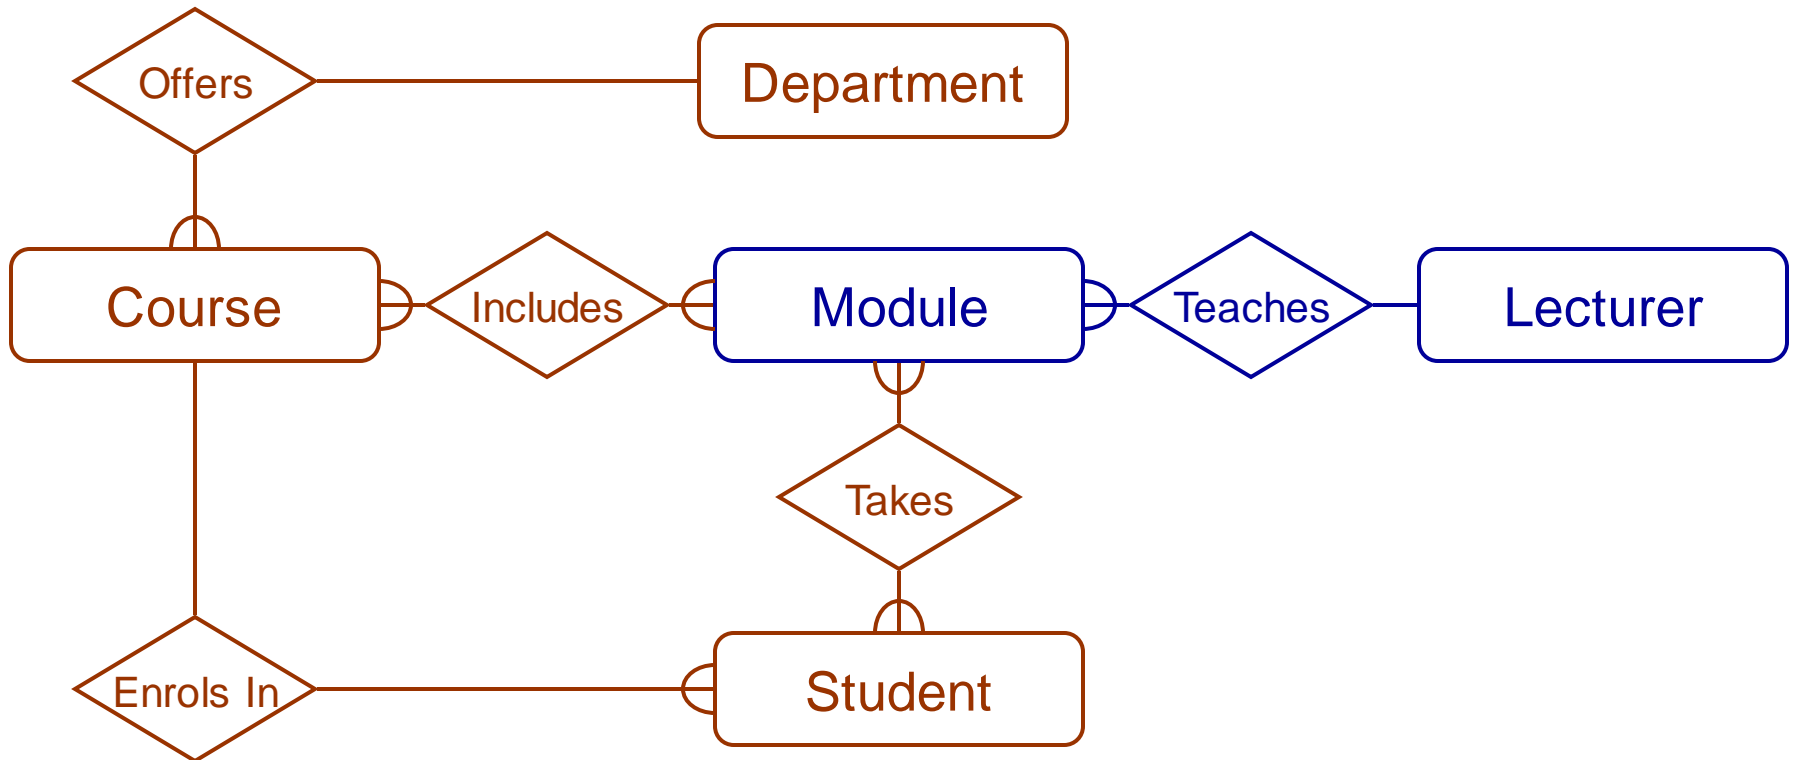 Offers
Department
Course
Includes
Module
Teaches
Lecturer
Takes
Enrols In
Student